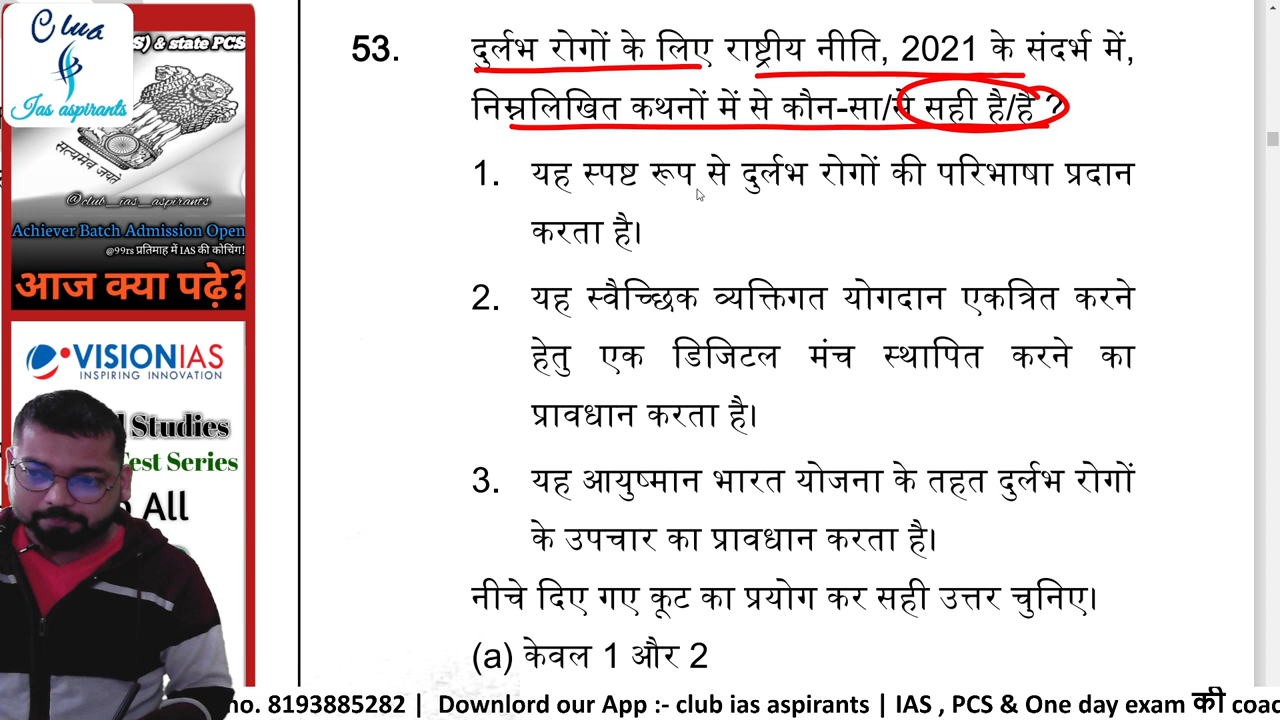 Club
Ias aspirants
S) & state PCS
सत्यमेव जयते
@club_ias_aspirants
Achiever Batch Admission Open
@99rs प्रतिमाह में IAS की कोचिंग!
आज क्या पढ़े?
VISIONIAS
INSPIRING INNOVATION
Studies
Test Series
All
53. दुर्लभ रोगों के लिए राष्ट्रीय नीति, 2021 के संदर्भ में,
निम्नलिखित कथनों में से कौन-सा/से सही है/हैं ?
1. यह स्पष्ट रूप से दुर्लभ रोगों की परिभाषा प्रदान
करता है।
2. यह स्वैच्छिक व्यक्तिगत योगदान एकत्रित करने
हेतु एक डिजिटल मंच स्थापित करने का
प्रावधान करता है।
3. यह आयुष्मान भारत योजना के तहत दुर्लभ रोगों
के उपचार का प्रावधान करता है।
नीचे दिए गए कूट का प्रयोग कर सही उत्तर चुनिए।
(a) केवल 1 और 2
no. 8193885282 | Downlord our App :- club ias aspirants | IAS , PCS & One day exam की coac